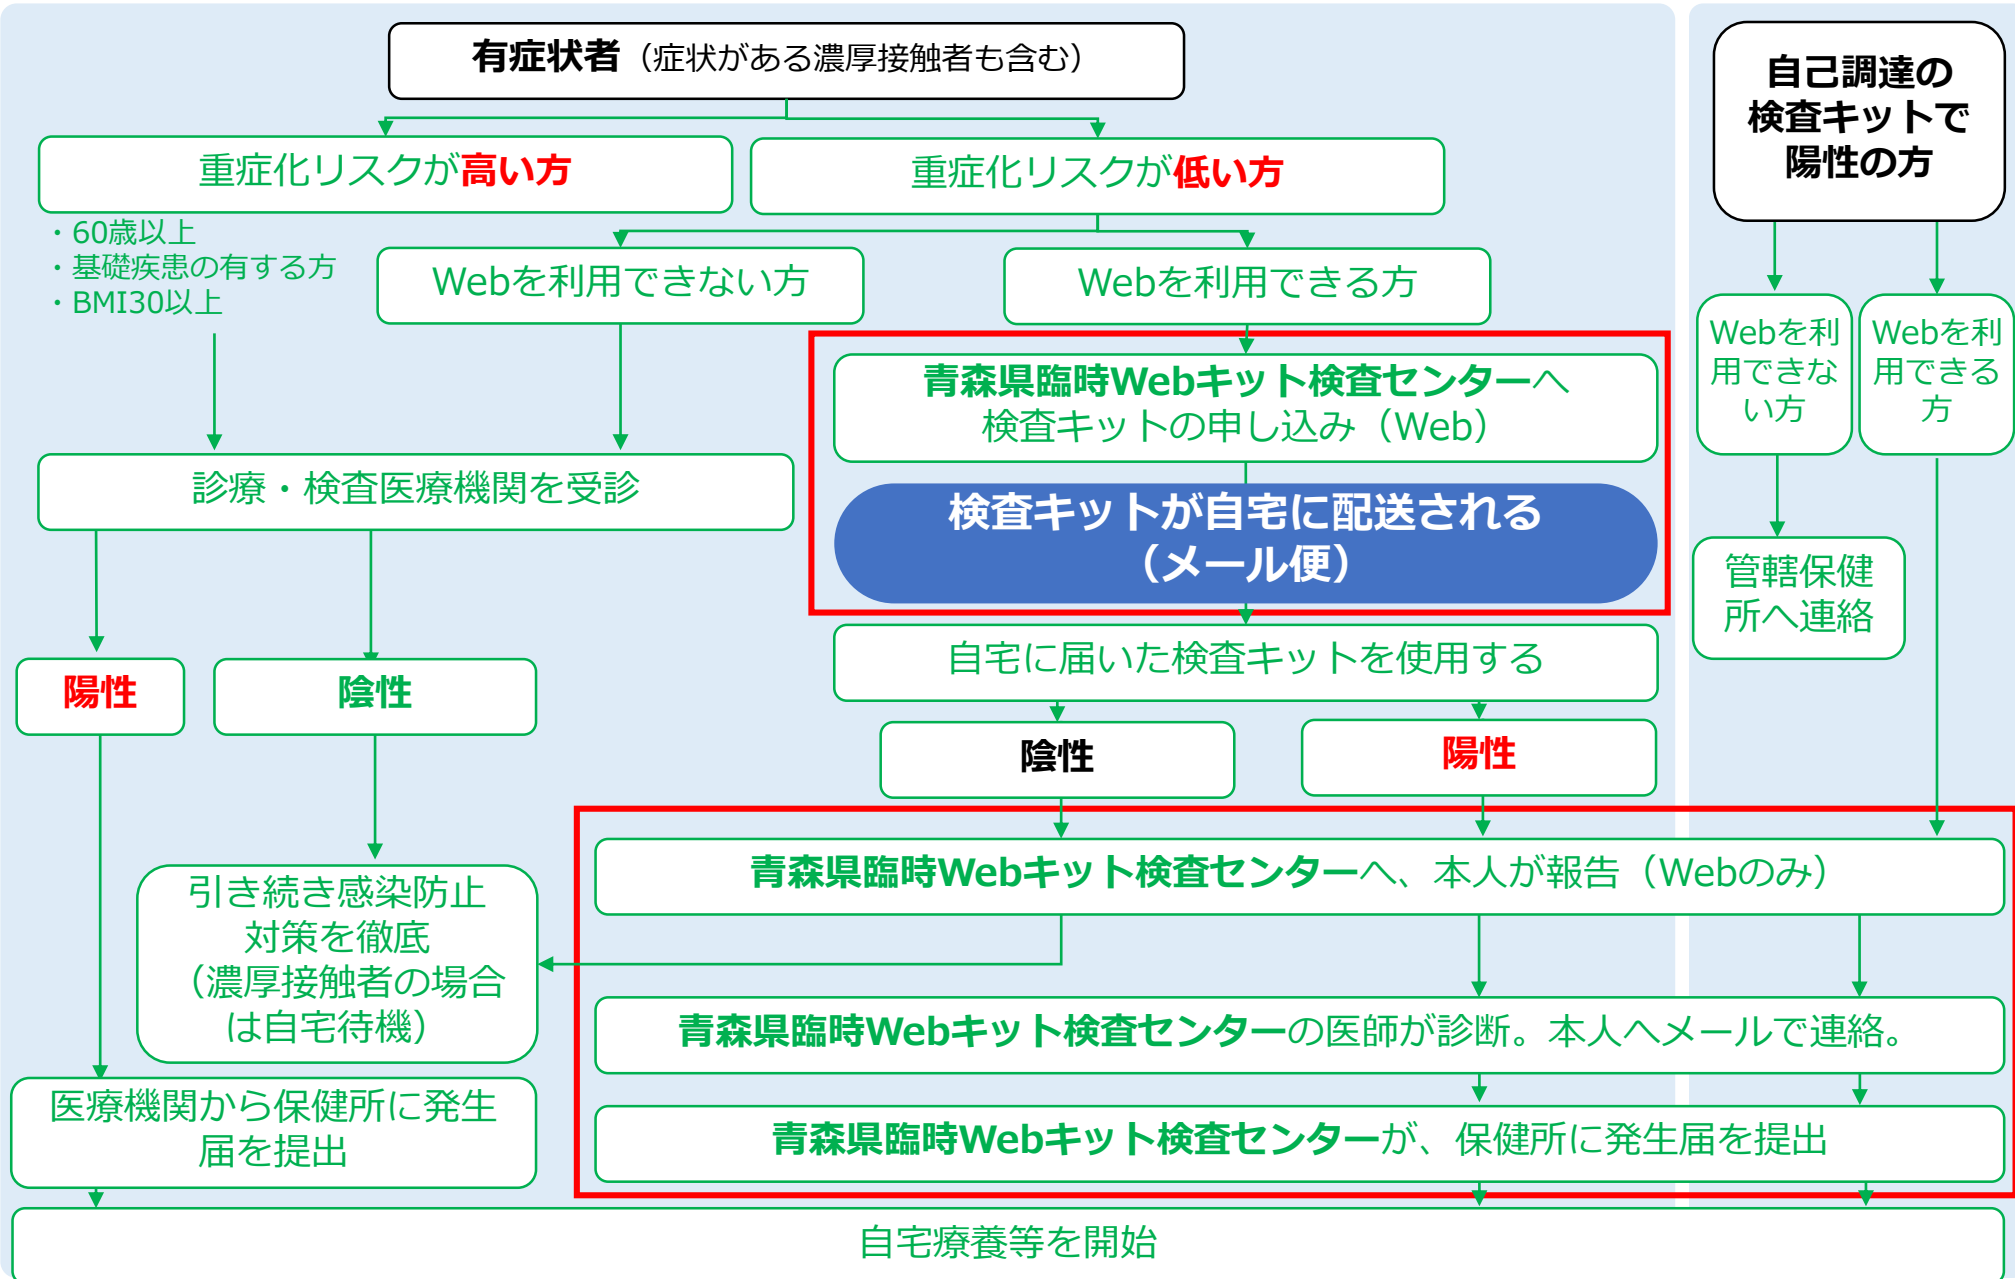 有症状者（症状がある濃厚接触者も含む）
重症化リスクが高い方
重症化リスクが低い方
・60歳以上
・基礎疾患の有する方
・BMI30以上
Webを利用できない方
Webを利用できる方
青森県臨時Webキット検査センターへ
検査キットの申し込み（Web）
検査キットが自宅に配送される
（メール便）
診療・検査医療機関を受診
自宅に届いた検査キットを使用する
陽性
陰性
陰性
陽性
青森県臨時Webキット検査センターへ、本人が報告（Webのみ）
引き続き感染防止
対策を徹底
（濃厚接触者の場合
は自宅待機）
青森県臨時Webキット検査センターの医師が診断。本人へメールで連絡。
医療機関から保健所に発生
届を提出
青森県臨時Webキット検査センターが、保健所に発生届を提出
自宅療養等を開始
自己調達の
検査キットで
陽性の方
Webを利
用できな
い方
Webを利
用できる
方
管轄保健
所へ連絡